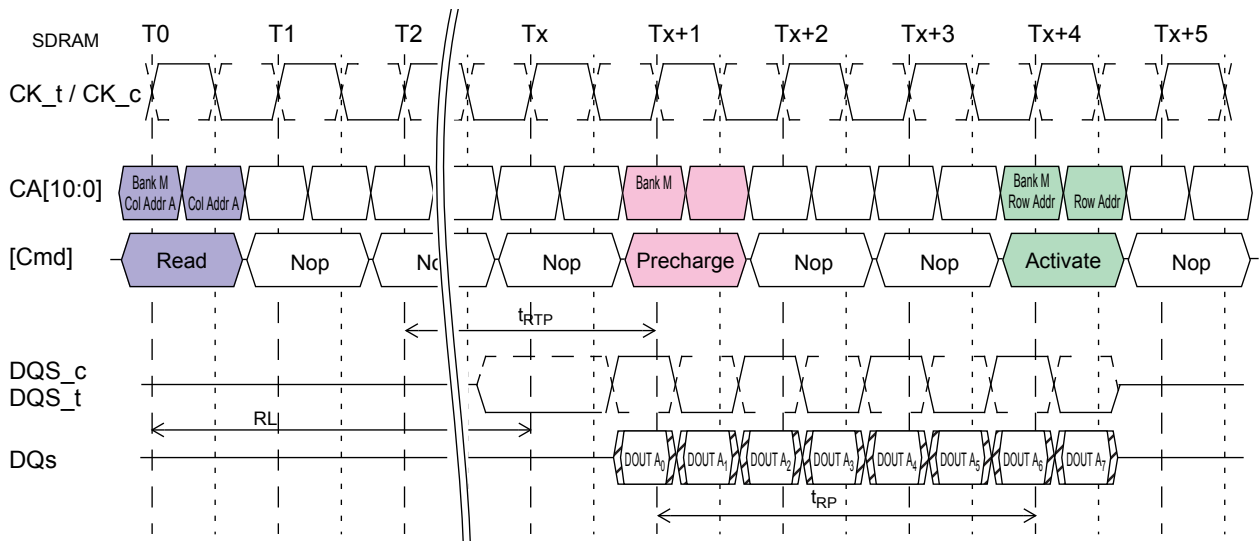 SDRAM T0 T1 T2 Tx Tx+1 Tx+2 Tx+3 Tx+4 Tx+5
CK_t / CK_c
CA[10:0] Bank M Col Addr A Col Addr A Bank M Bank M Row Addr Row Addr
[Cmd] Read Nop Nop Precharge Nop Nop Activate Nop
tRTP
DQS_c
DQS_t
RL
DQs DOUT A0 DOUT A1 DOUT A2 DOUT A3 DOUT A4 DOUT A5 DOUT A6 DOUT A7
tRP